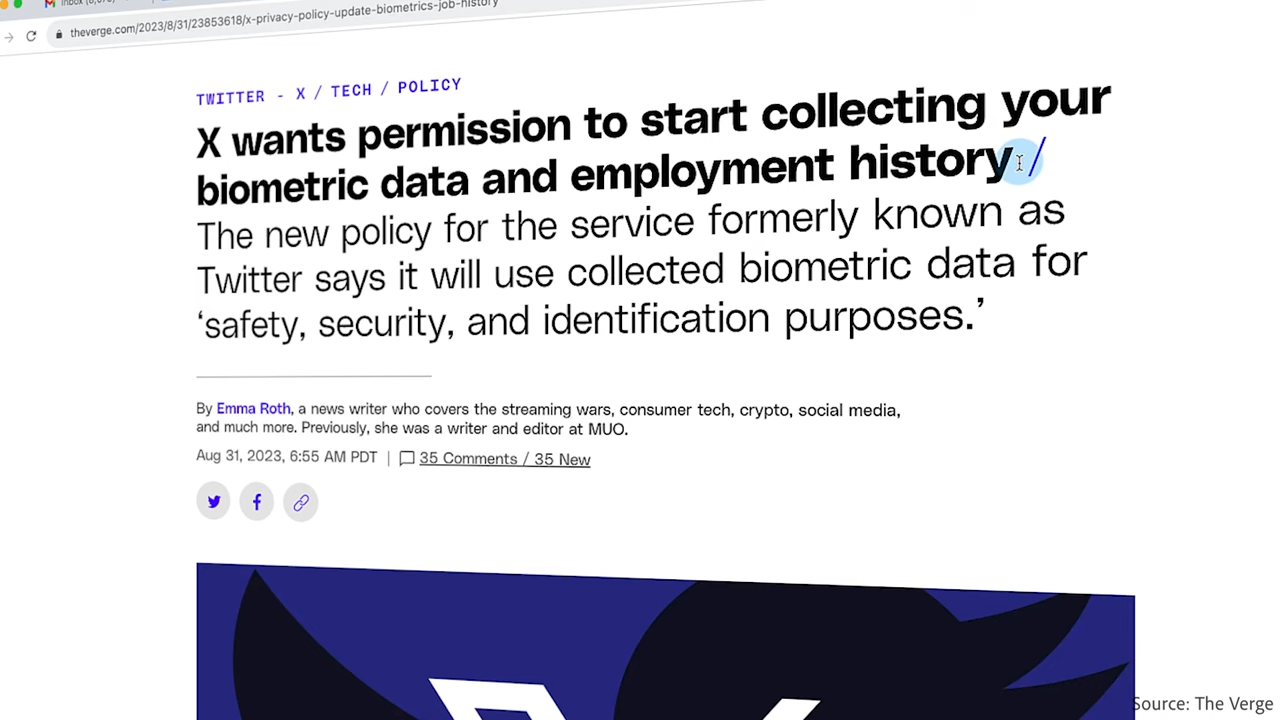 theverge.com/2023/8/31/23853618/x-privacy-policy-update-biometrics-job-history
TWITTER - X / TECH / POLICY
X wants permission to start collecting your
biometric data and employment history /
The new policy for the service formerly known as
Twitter says it will use collected biometric data for
‘safety, security, and identification purposes.’
By Emma Roth, a news writer who covers the streaming wars, consumer tech, crypto, social media,
and much more. Previously, she was a writer and editor at MUO.
Aug 31, 2023, 6:55 AM PDT | 35 Comments / 35 New
Source: The Verge